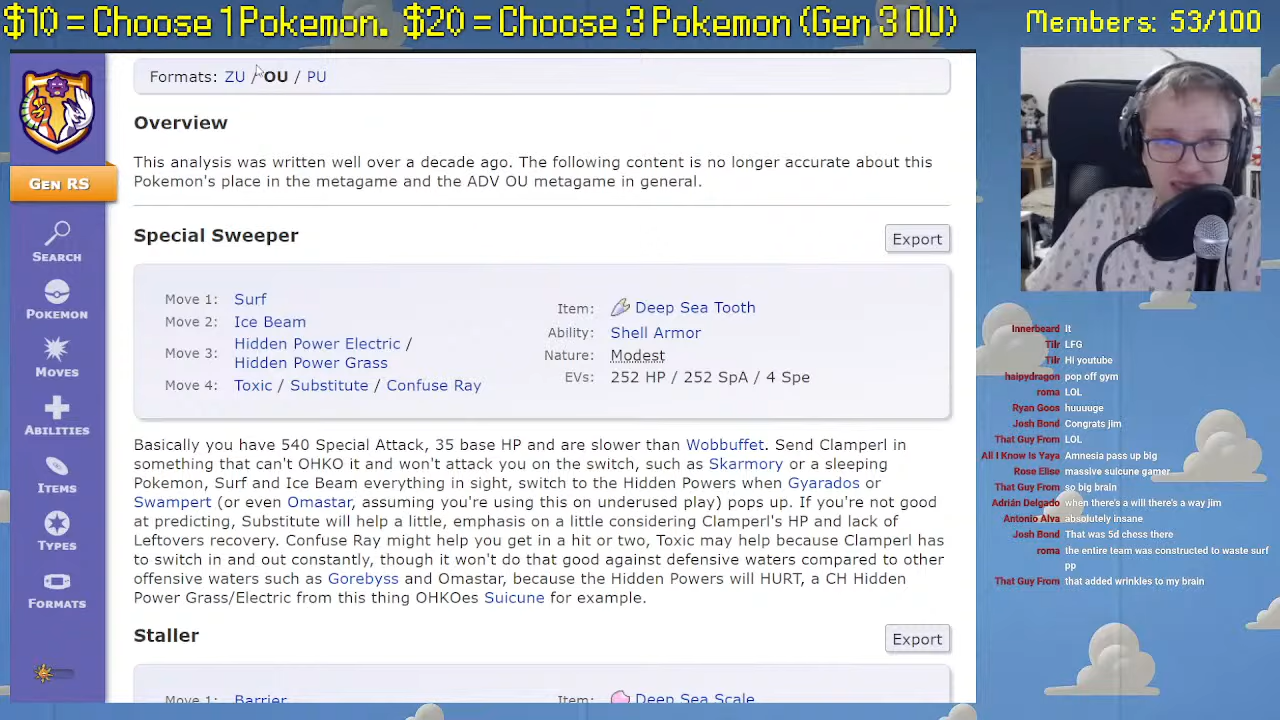 $10 = Choose 1 Pokemon. $20 = Choose 3 Pokemon (Gen 3 OU)
Members: 53/100
GEN RS
SEARCH
POKEMON
MOVES
ABILITIES
ITEMS
TYPES
FORMATS
Formats: ZU / OU / PU
Overview
This analysis was written well over a decade ago. The following content is no longer accurate about this
Pokemon's place in the metagame and the ADV OU metagame in general.
Special Sweeper
Export
Move 1: Surf
Move 2: Ice Beam
Move 3: Hidden Power Electric /
Hidden Power Grass
Move 4: Toxic / Substitute / Confuse Ray
Item: Deep Sea Tooth
Ability: Shell Armor
Nature: Modest
EVs: 252 HP / 252 SpA / 4 Spe
Basically you have 540 Special Attack, 35 base HP and are slower than Wobbuffet. Send Clamperl in
something that can't OHKO it and won't attack you on the switch, such as Skarmory or a sleeping
Pokemon, Surf and Ice Beam everything in sight, switch to the Hidden Powers when Gyarados or
Swampert (or even Omastar, assuming you're using this on underused play) pops up. If you're not good
at predicting, Substitute will help a little, emphasis on a little considering Clamperl's HP and lack of
Leftovers recovery. Confuse Ray might help you get in a hit or two, Toxic may help because Clamperl has
to switch in and out constantly, though it won't do that good against defensive waters compared to other
offensive waters such as Gorebyss and Omastar, because the Hidden Powers will HURT, a CH Hidden
Power Grass/Electric from this thing OHKOes Suicune for example.
Staller
Export
Move 1: Barrier
Item: Deep Sea Scale
Innerbeard It
Tilr LFG
Tilr Hi youtube
haipydragon pop off gym
roma LOL
Ryan Goos huuuuge
Josh Bond Congrats jim
That Guy From LOL
All I Know Is Yaya Amnesia pass up big
Rose Elise massive suicune gamer
That Guy From so big brain
Adrián Delgado when there's a will there's a way jim
Antonio Alva absolutely insane
Josh Bond That was 5d chess there
roma the entire team was constructed to waste surf
pp
That Guy From that added wrinkles to my brain